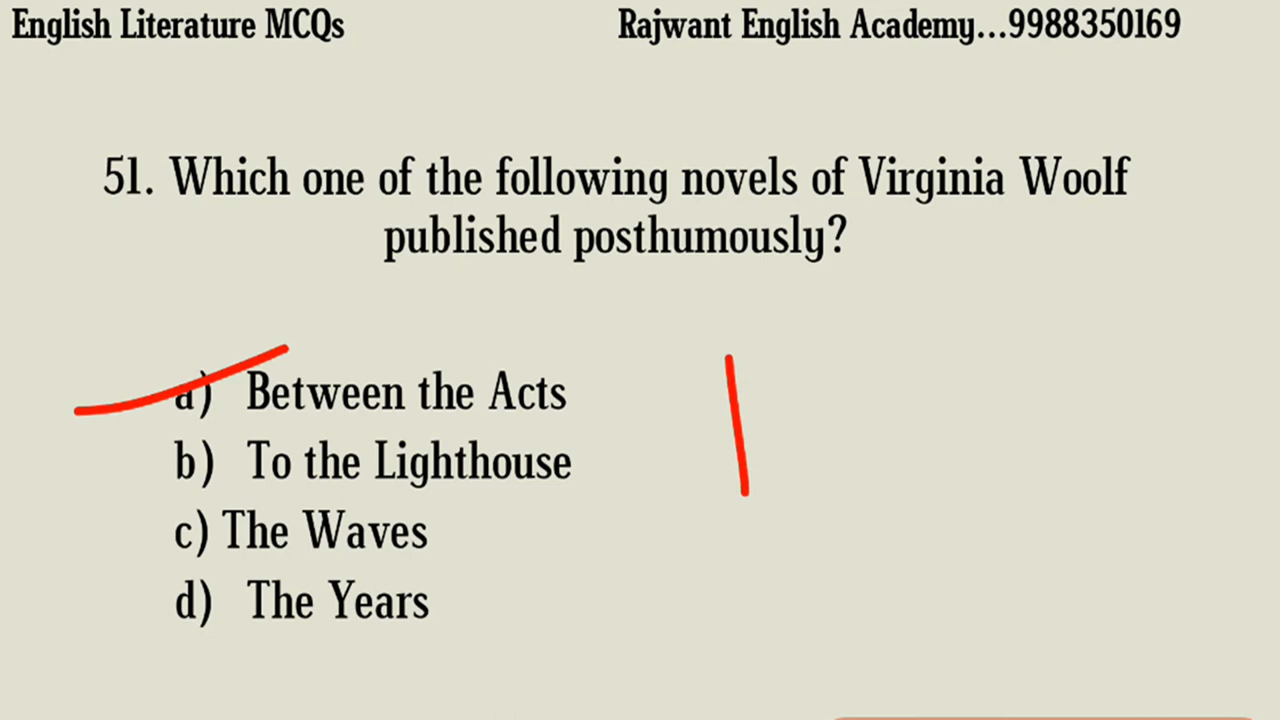 English Literature MCQs
Rajwant English Academy...9988350169
51. Which one of the following novels of Virginia Woolf
published posthumously?
a) Between the Acts
b) To the Lighthouse
c) The Waves
d) The Years